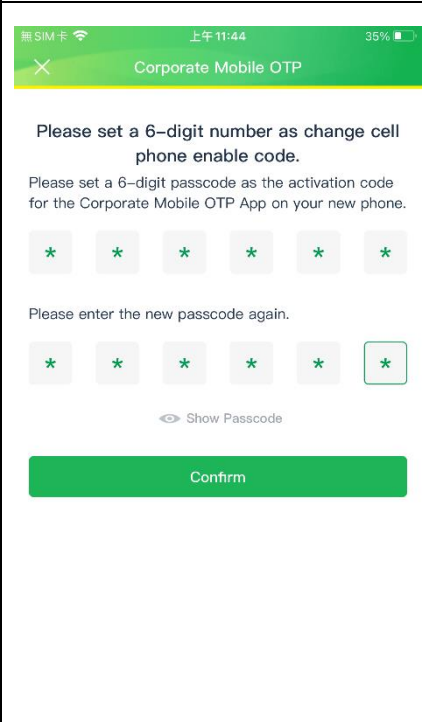 無SIM卡 上午11:44 35%
Corporate Mobile OTP
Please set a 6-digit number as change cell
phone enable code.
Please set a 6-digit passcode as the activation code
for the Corporate Mobile OTP App on your new phone.
* * * * * *
Please enter the new passcode again.
* * * * * *
Show Passcode
Confirm